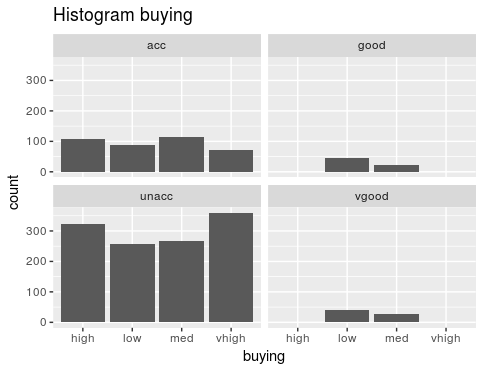 Histogram buying
acc good
300
200
100
0
unacc vgood
300
200
100
0
high low med vhigh high low med vhigh
buying
count